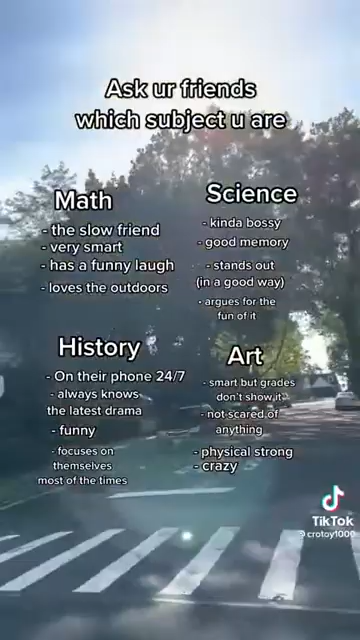 Ask ur friends
which subject u are
Math
- the slow friend
- very smart
- has a funny laugh
- loves the outdoors
Science
- kinda bossy
- good memory
- stands out
(in a good way)
- argues for the
fun of it
History
- On their phone 24/7
- always knows
the latest drama
- funny
- focuses on
themselves
most of the times
Art
- smart but grades
don't show it
- not scared of
anything
- physical strong
- crazy
TikTok
@crotoy1000